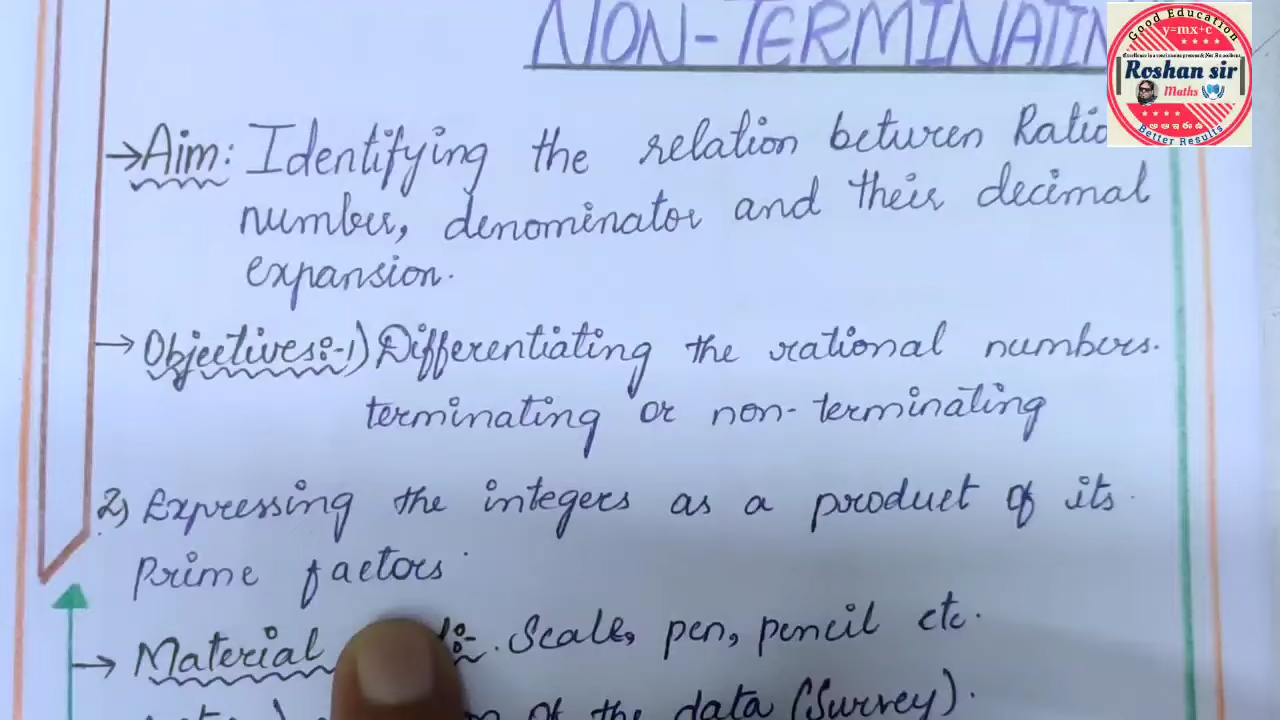 NON-TERMINATIN
Good Education
y=mx+c
Roshan sir
Maths
Better Results
→Aim: Identifying the relation between Ratio
number, denominator and their decimal
expansion.
→ Objectives:-1) Differentiating the rational numbers.
terminating or non-terminating
2) Expressing the integers as a product of its
Prime factors
→ Material :- Scale, pen, pencil etc.
of the data (Survey).